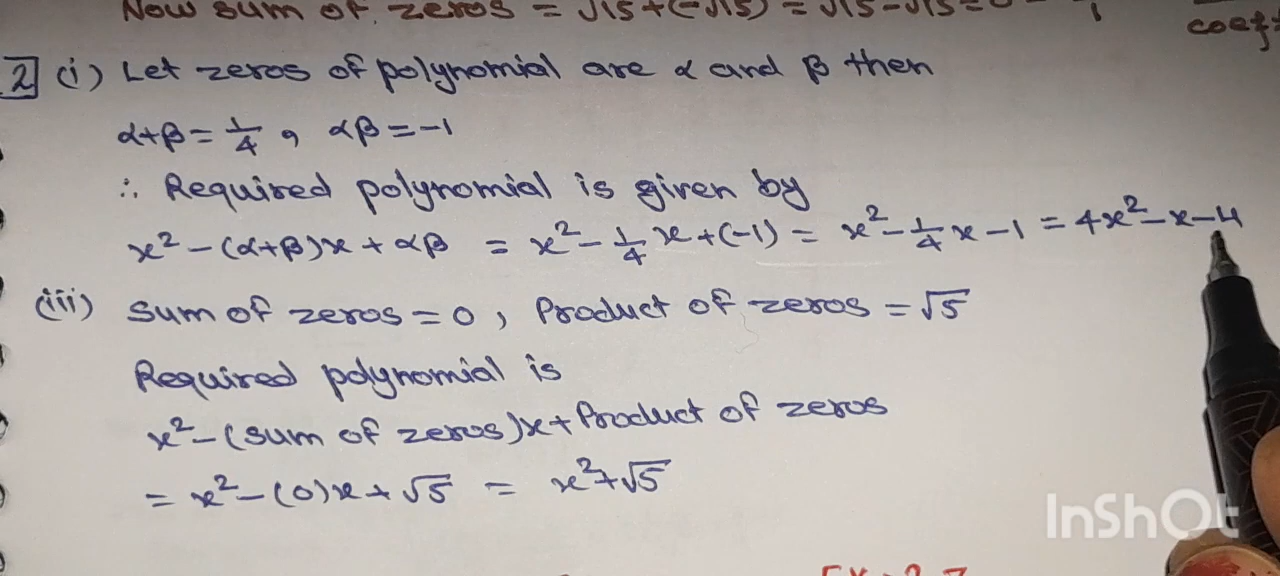 Now sum of zeros = √15+(-√15) = √15-√15=0
coeff
2 (i) Let zeros of polynomial are α and β then
α+β = 1/4 , αβ = -1
∴ Required polynomial is given by
x² - (α+β)x + αβ = x² - 1/4 x + (-1) = x² - 1/4 x - 1 = 4x² - x - 4
(iii) Sum of zeros = 0, Product of zeros = √5
Required polynomial is
x² - (sum of zeros)x + Product of zeros
= x² - (0)x + √5 = x² + √5
InShOt